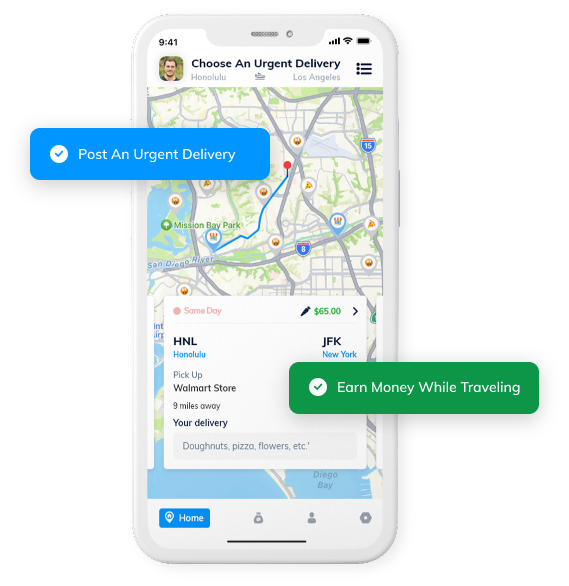 9:41
Choose An Urgent Delivery
Honolulu Los Angeles
15
Post An Urgent Delivery
Mission Bay Park
8
San Diego River
Same Day $65.00
HNL JFK
Honolulu New York
Pick Up
Walmart Store
9 miles away
Earn Money While Traveling
Your delivery
Doughnuts, pizza, flowers, etc.'
Diego
Bay
Home